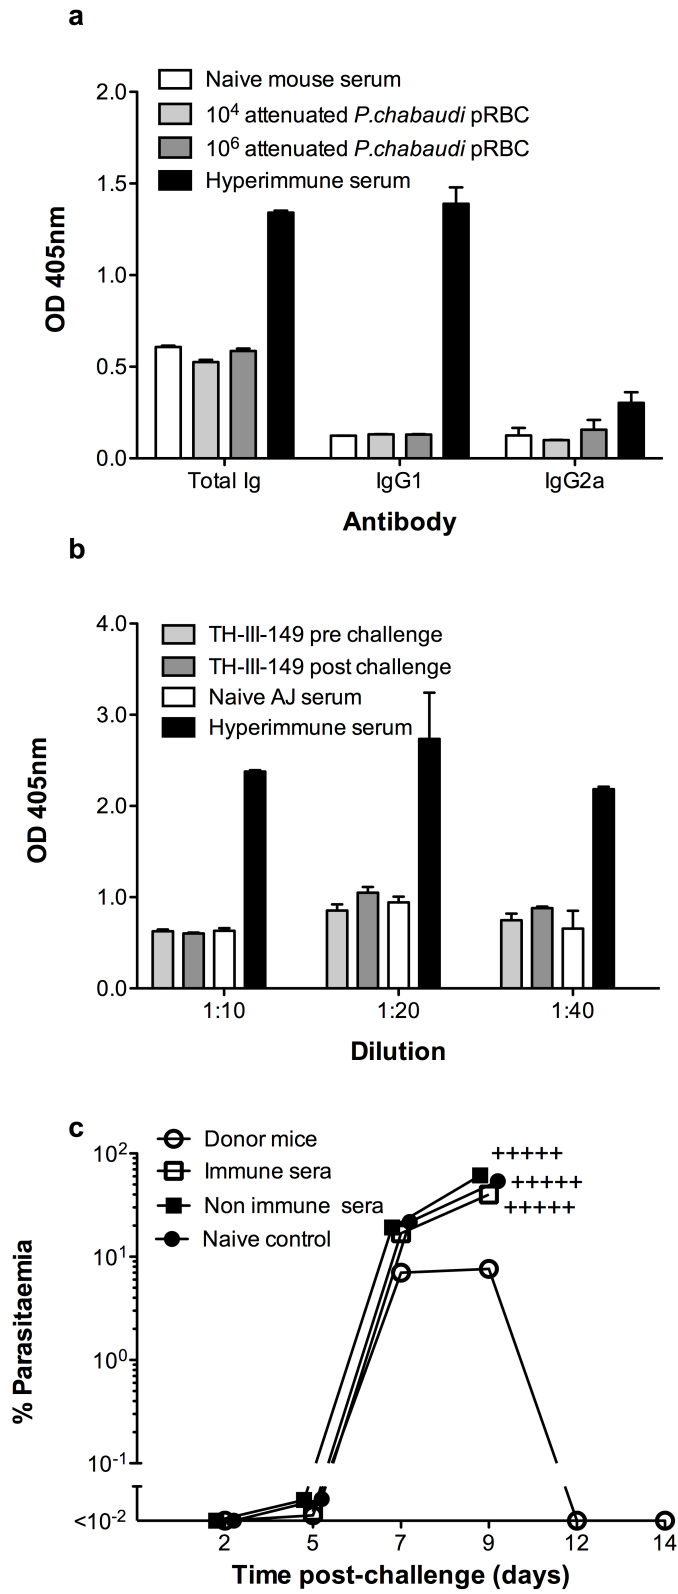 a
Naive mouse serum
10⁴ attenuated P.chabaudi pRBC
10⁶ attenuated P.chabaudi pRBC
Hyperimmune serum
2.0
1.5
1.0
0.5
0.0
OD 405nm
Total Ig IgG1 IgG2a
Antibody
b
TH-III-149 pre challenge
TH-III-149 post challenge
Naive AJ serum
Hyperimmune serum
4.0
3.0
2.0
1.0
0.0
OD 405nm
1:10 1:20 1:40
Dilution
c
Donor mice
Immune sera
Non immune sera
Naive control
+++++
+++++
+++++
10²
10¹
10⁰
10⁻¹
<10⁻²
% Parasitaemia
2 5 7 9 12 14
Time post-challenge (days)